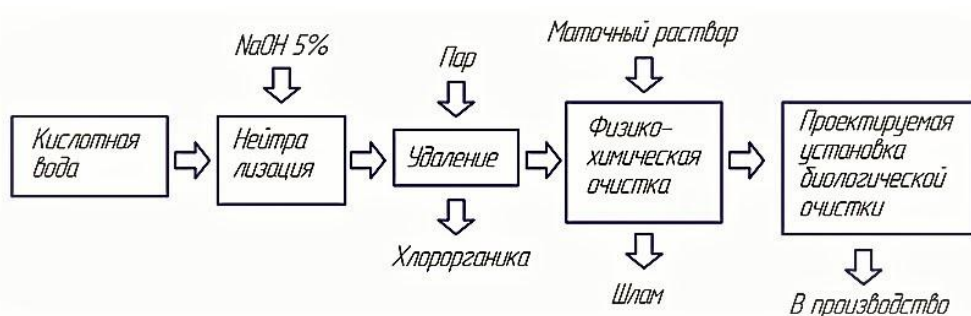 NaOH 5%
Пар
Маточный раствор
Кислотная
вода
Нейтра
лизация
Удаление
Физико-
химическая
очистка
Проектируемая
установка
биологической
очистки
Хлорорганика
Шлам
В производство